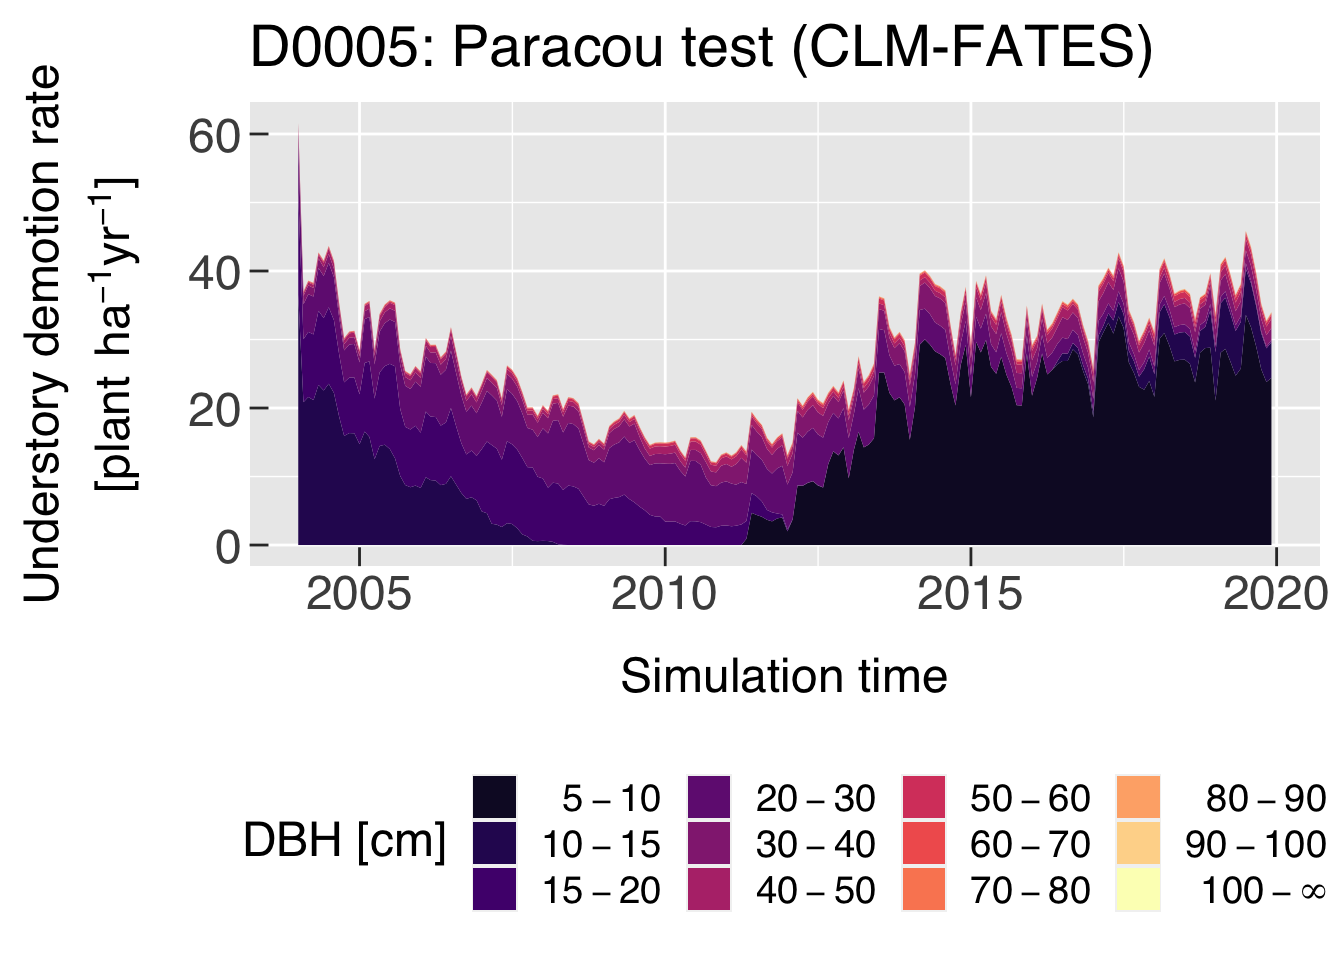 D0005: Paracou test (CLM-FATES)
Understory demotion rate
[plant ha⁻¹yr⁻¹]
60
40
20
0
2005 2010 2015 2020
Simulation time
DBH [cm]
5 – 10 20 – 30 50 – 60 80 – 90
10 – 15 30 – 40 60 – 70 90 – 100
15 – 20 40 – 50 70 – 80 100 – ∞